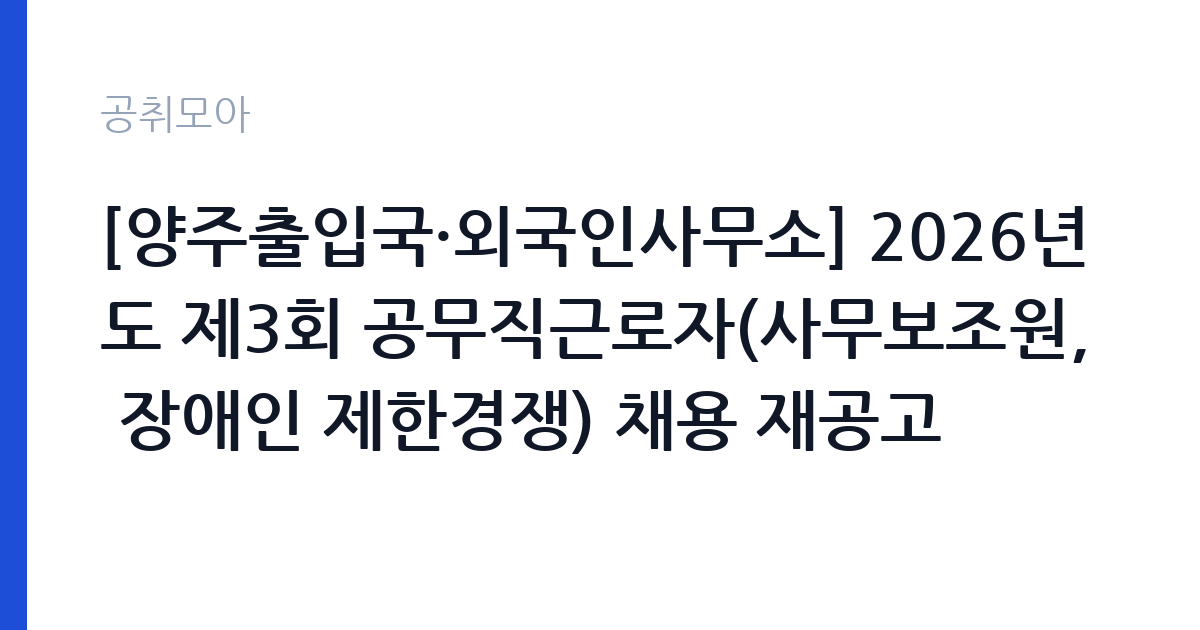 공취모아
[양주출입국·외국인사무소] 2026년
도 제3회 공무직근로자(사무보조원,
장애인 제한경쟁) 채용 재공고